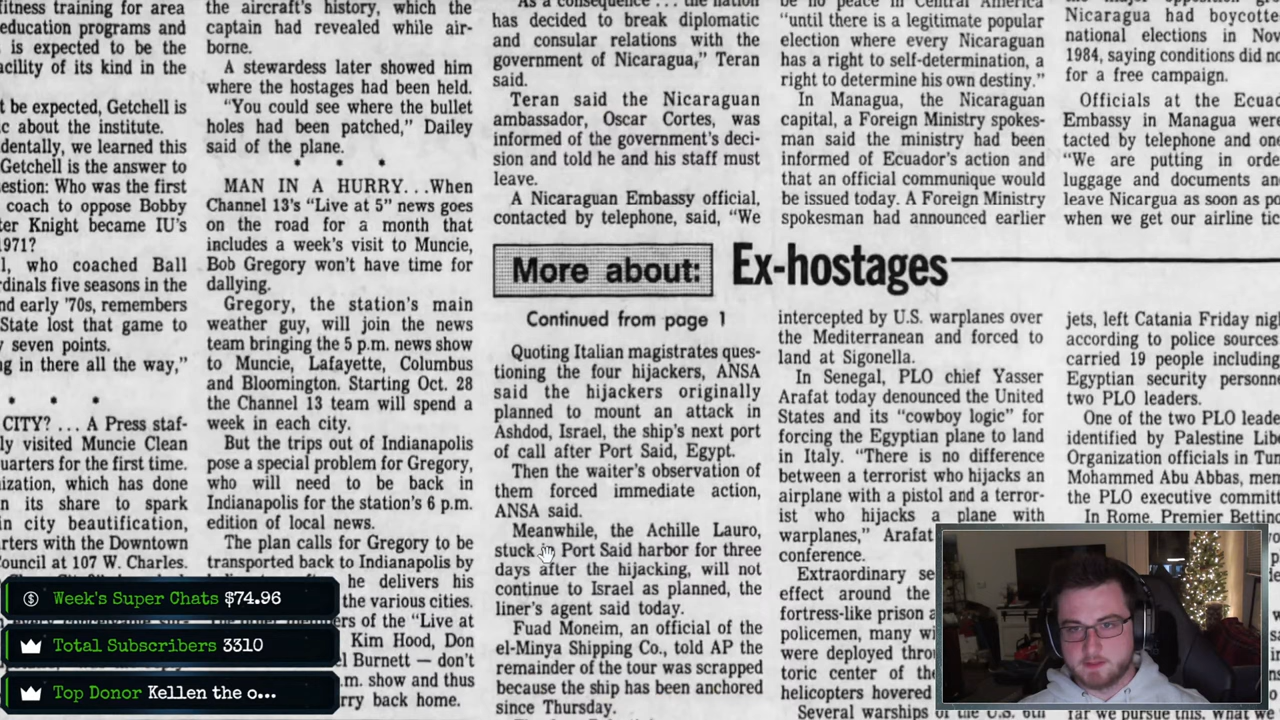 fitness training for area
education programs and
is expected to be the
acility of its kind in the
t be expected, Getchell is
c about the institute.
dentally, we learned this
Getchell is the answer to
estion: Who was the first
coach to oppose Bobby
ter Knight became IU's
1971?
l, who coached Ball
rdinals five seasons in the
nd early '70s, remembers
State lost that game to
y seven points.
ng in there all the way,"
* * *
CITY? ... A Press staf-
ly visited Muncie Clean
uarters for the first time.
nization, which has done
n its share to spark
in city beautification,
arters with the Downtown
Council at 107 W. Charles.
the aircraft's history, which the
captain had revealed while air-
borne.
A stewardess later showed him
where the hostages had been held.
"You could see where the bullet
holes had been patched," Dailey
said of the plane.
* * *
MAN IN A HURRY. . .When
Channel 13's "Live at 5" news goes
on the road for a month that
includes a week's visit to Muncie,
Bob Gregory won't have time for
dallying.
Gregory, the station's main
weather guy, will join the news
team bringing the 5 p.m. news show
to Muncie, Lafayette, Columbus
and Bloomington. Starting Oct. 28
the Channel 13 team will spend a
week in each city.
But the trips out of Indianapolis
pose a special problem for Gregory,
who will need to be back in
Indianapolis for the station's 6 p.m.
edition of local news.
The plan calls for Gregory to be
transported back to Indianapolis by
he delivers his
the various cities.
of the "Live at
Kim Hood, Don
Burnett — don't
p.m. show and thus
rry back home.
As a consequence ... the nation
has decided to break diplomatic
and consular relations with the
government of Nicaragua," Teran
said.
Teran said the Nicaraguan
ambassador, Oscar Cortes, was
informed of the government's deci-
sion and told he and his staff must
leave.
A Nicaraguan Embassy official,
contacted by telephone, said, "We
be no peace in Central America
"until there is a legitimate popular
election where every Nicaraguan
has a right to self-determination, a
right to determine his own destiny."
In Managua, the Nicaraguan
capital, a Foreign Ministry spokes-
man said the ministry had been
informed of Ecuador's action and
that an official communique would
be issued today. A Foreign Ministry
spokesman had announced earlier
Nicaragua had boycotte
national elections in Nov
1984, saying conditions did no
for a free campaign.
Officials at the Ecuad
Embassy in Managua were
tacted by telephone and one
"We are putting in orde
luggage and documents an
leave Nicargua as soon as po
when we get our airline tic
More about: Ex-hostages
Continued from page 1
Quoting Italian magistrates ques-
tioning the four hijackers, ANSA
said the hijackers originally
planned to mount an attack in
Ashdod, Israel, the ship's next port
of call after Port Said, Egypt.
Then the waiter's observation of
them forced immediate action,
ANSA said.
Meanwhile, the Achille Lauro,
stuck Port Said harbor for three
days after the hijacking, will not
continue to Israel as planned, the
liner's agent said today.
Fuad Moneim, an official of the
el-Minya Shipping Co., told AP the
remainder of the tour was scrapped
because the ship has been anchored
since Thursday.
intercepted by U.S. warplanes over
the Mediterranean and forced to
land at Sigonella.
In Senegal, PLO chief Yasser
Arafat today denounced the United
States and its "cowboy logic" for
forcing the Egyptian plane to land
in Italy. "There is no difference
between a terrorist who hijacks an
airplane with a pistol and a terror-
ist who hijacks a plane with
warplanes," Arafat
conference.
Extraordinary se
effect around the
fortress-like prison a
policemen, many wi
were deployed throu
toric center of the
helicopters hovered
Several warships of the U.S. 6th
jets, left Catania Friday nigh
according to police sources
carried 19 people including
Egyptian security personne
two PLO leaders.
One of the two PLO leade
identified by Palestine Libe
Organization officials in Tun
Mohammed Abu Abbas, mem
the PLO executive committ
In Rome, Premier Bettino
far we pursue this, what we
Week's Super Chats $74.96
Total Subscribers 3310
Top Donor Kellen the o...